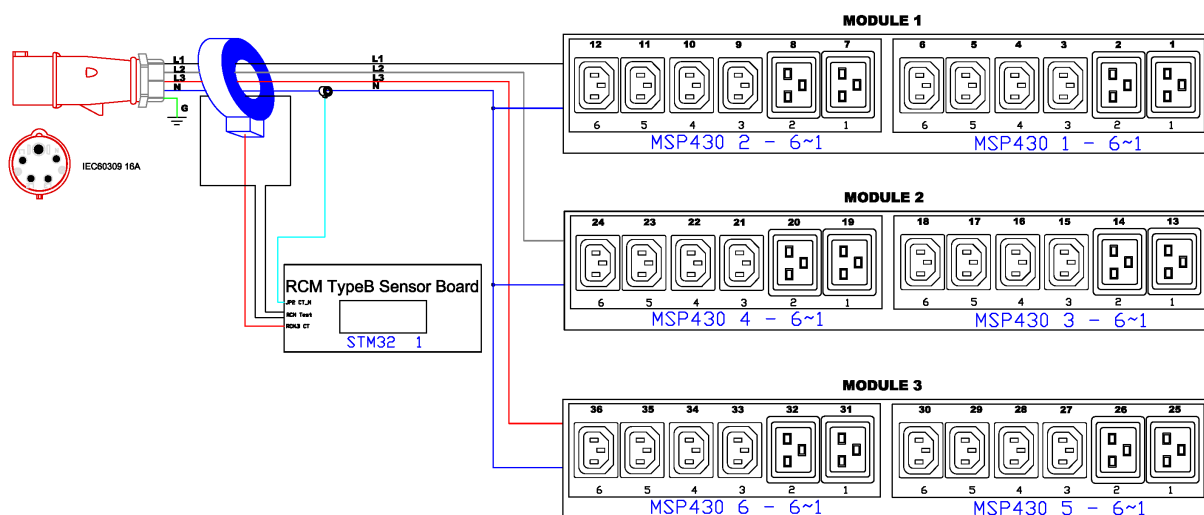 MODULE 1
12 11 10 9 8 7 6 5 4 3 2 1
6 5 4 3 2 1 6 5 4 3 2 1
MSP430 2 - 6~1 MSP430 1 - 6~1
L1 L1
L2 L2
L3 L3
N N
G
IEC60309 16A
MODULE 2
24 23 22 21 20 19 18 17 16 15 14 13
6 5 4 3 2 1 6 5 4 3 2 1
MSP430 4 - 6~1 MSP430 3 - 6~1
RCM TypeB Sensor Board
JPR CT_N
RCM Test
RCMB CT
STM32 1
MODULE 3
36 35 34 33 32 31 30 29 28 27 26 25
6 5 4 3 2 1 6 5 4 3 2 1
MSP430 6 - 6~1 MSP430 5 - 6~1